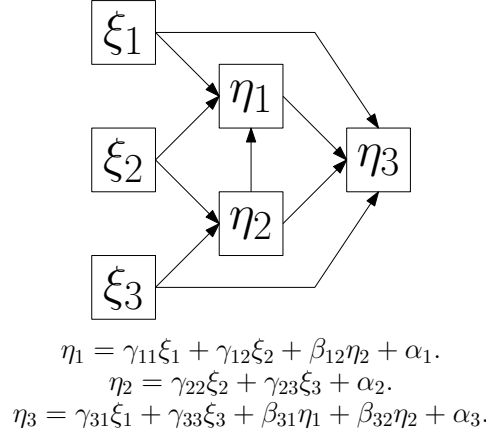 ξ₁
η₁
ξ₂
η₃
η₂
ξ₃
η₁ = γ₁₁ξ₁ + γ₁₂ξ₂ + β₁₂η₂ + α₁.
η₂ = γ₂₂ξ₂ + γ₂₃ξ₃ + α₂.
η₃ = γ₃₁ξ₁ + γ₃₃ξ₃ + β₃₁η₁ + β₃₂η₂ + α₃.